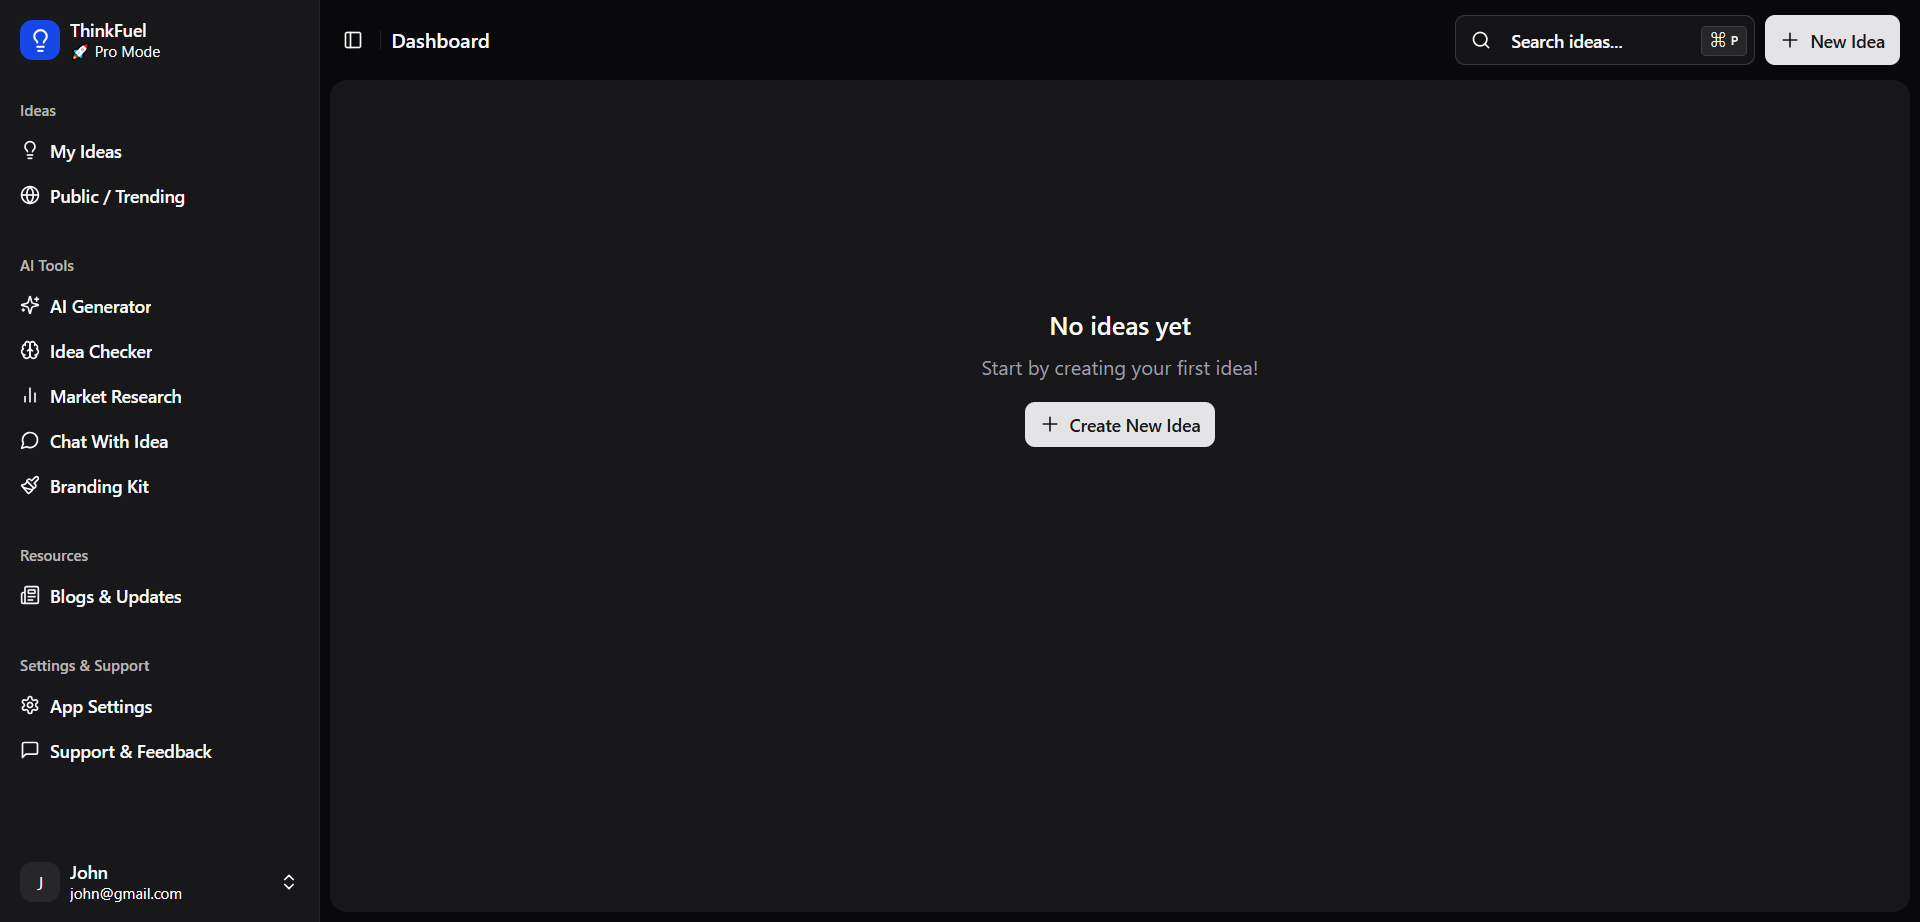 ThinkFuel
🚀 Pro Mode
Ideas
My Ideas
Public / Trending
AI Tools
AI Generator
Idea Checker
Market Research
Chat With Idea
Branding Kit
Resources
Blogs & Updates
Settings & Support
App Settings
Support & Feedback
J
John
john@gmail.com
Dashboard
Search ideas...
⌘ P
New Idea
No ideas yet
Start by creating your first idea!
Create New Idea